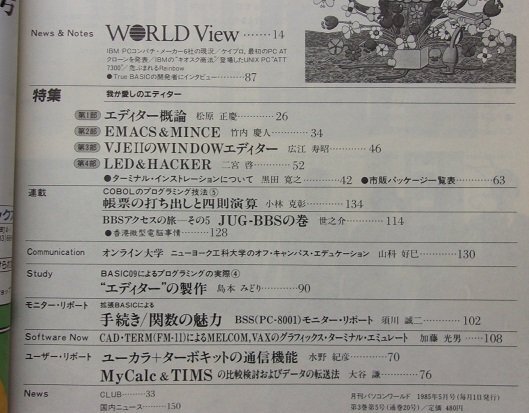 News & Notes WORLD View……14
IBM PCコンパチ・メーカー6社の現況／ケイプロ、最初のPC AT
クローンを発表／IBMの"キオスク商法"／登場したUNIX PC"ATT
7300"／危ぶまれるRainbow
●True BASICの開発者にインタビュー………87
特集 我が愛しのエディター
第1部 エディター概論 松原 正慶………26
第2部 EMACS&MINCE 竹内 慶人………34
第3部 VJEIIのWINDOWエディター 広江 寿昭………46
第4部 LED&HACKER 二宮 啓………52
●ターミナル・インストレーションについて 黒田 寛之………42 ●市販パッケージ一覧表………63
連載 COBOLのプログラミング技法⑤
帳票の打ち出しと四則演算 小林 克彰………134
BBSアクセスの旅―その5 JUG-BBSの巻 世之介………114
●香港微型電脳事情………128
Communication オンライン大学 ニューヨーク工科大学のオフ・キャンパス・エデュケーション 山科 好巳………130
Study BASIC09によるプログラミングの実際④
"エディター"の製作 島本 みどり………90
モニター・リポート 拡張BASICによる
手続き/関数の魅力 BSS(PC-8001)モニター・リポート 須川 誠二………102
Software Now CAD・TERM(FM-11)によるMELCOM,VAXのグラフィックス・ターミナル・エミュレート 加藤 光男………108
ユーザー・リポート ユーカラ+ターボキットの通信機能 水野 紀彦………70
MyCalc&TIMSの比較検討およびデータの転送法 大谷 謙………76
News CLUB………33
国内ニュース………150
月刊パソコンワールド 1985年5月号(毎月1日発行)
第3巻第5号(通巻20号)／定価 480円